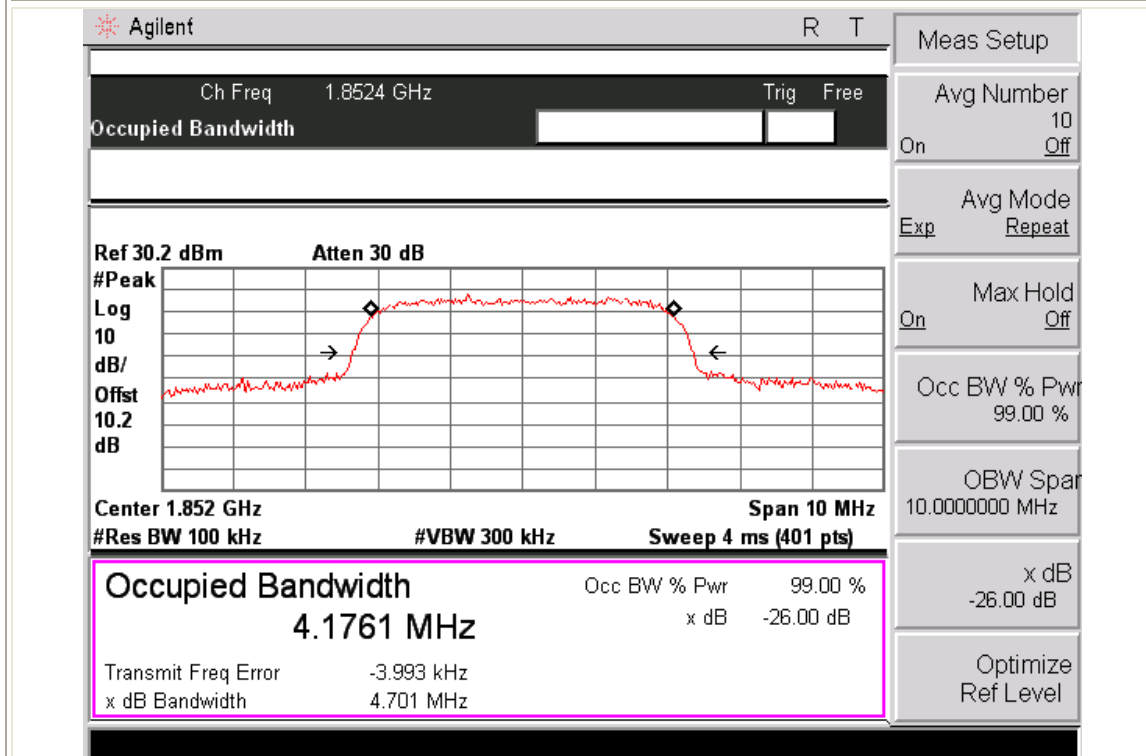 Agilent R T
Ch Freq 1.8524 GHz Trig Free
Occupied Bandwidth
Ref 30.2 dBm Atten 30 dB
#Peak
Log
10
dB/
Offst
10.2
dB
Center 1.852 GHz Span 10 MHz
#Res BW 100 kHz #VBW 300 kHz Sweep 4 ms (401 pts)
Occupied Bandwidth
4.1761 MHz
Occ BW % Pwr 99.00 %
x dB -26.00 dB
Transmit Freq Error -3.993 kHz
x dB Bandwidth 4.701 MHz
Meas Setup
Avg Number
10
On Off
Avg Mode
Exp Repeat
Max Hold
On Off
Occ BW % Pwr
99.00 %
OBW Span
10.0000000 MHz
x dB
-26.00 dB
Optimize
Ref Level